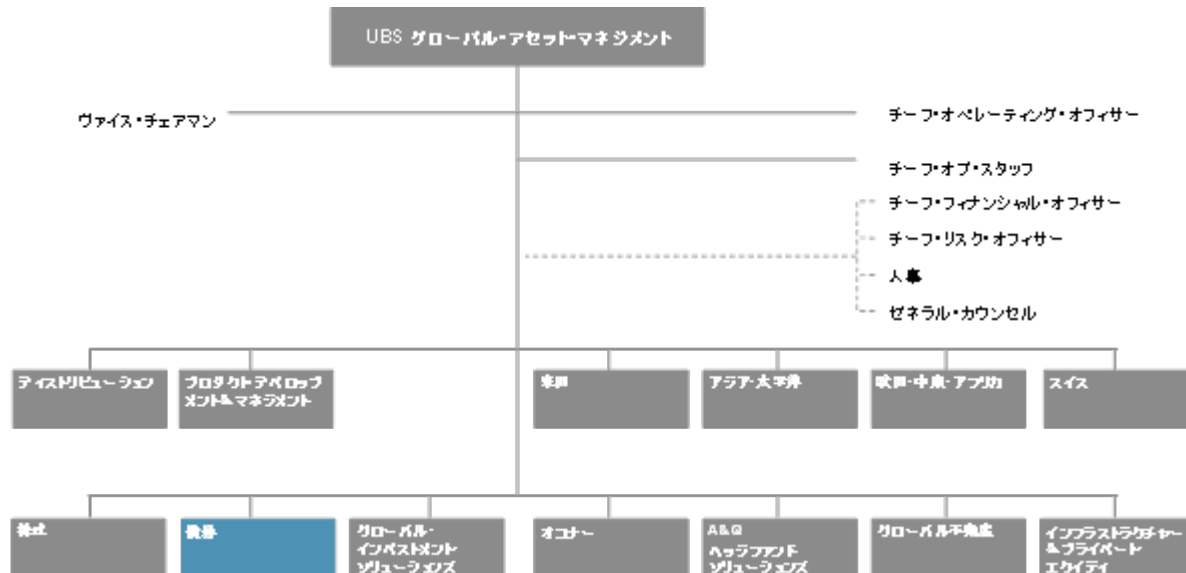 UBS グローバル・アセット・マネジメント
ヴァイス・チェアマン
チーフ・オペレーティング・オフィサー
チーフ・オブ・スタッフ
チーフ・フィナンシャル・オフィサー
チーフ・リスク・オフィサー
人事
ゼネラル・カウンセル
ディストリビューション
プロダクトデベロップ
メント&マネジメント
米国
アジア・太平洋
欧州・中東・アフリカ
スイス
株式
債券
グローバル・
インベストメント
ソリューションズ
オコナー
A&Q
ヘッジファンド
ソリューションズ
グローバル不動産
インフラストラクチャー
&プライベート
エクイティ